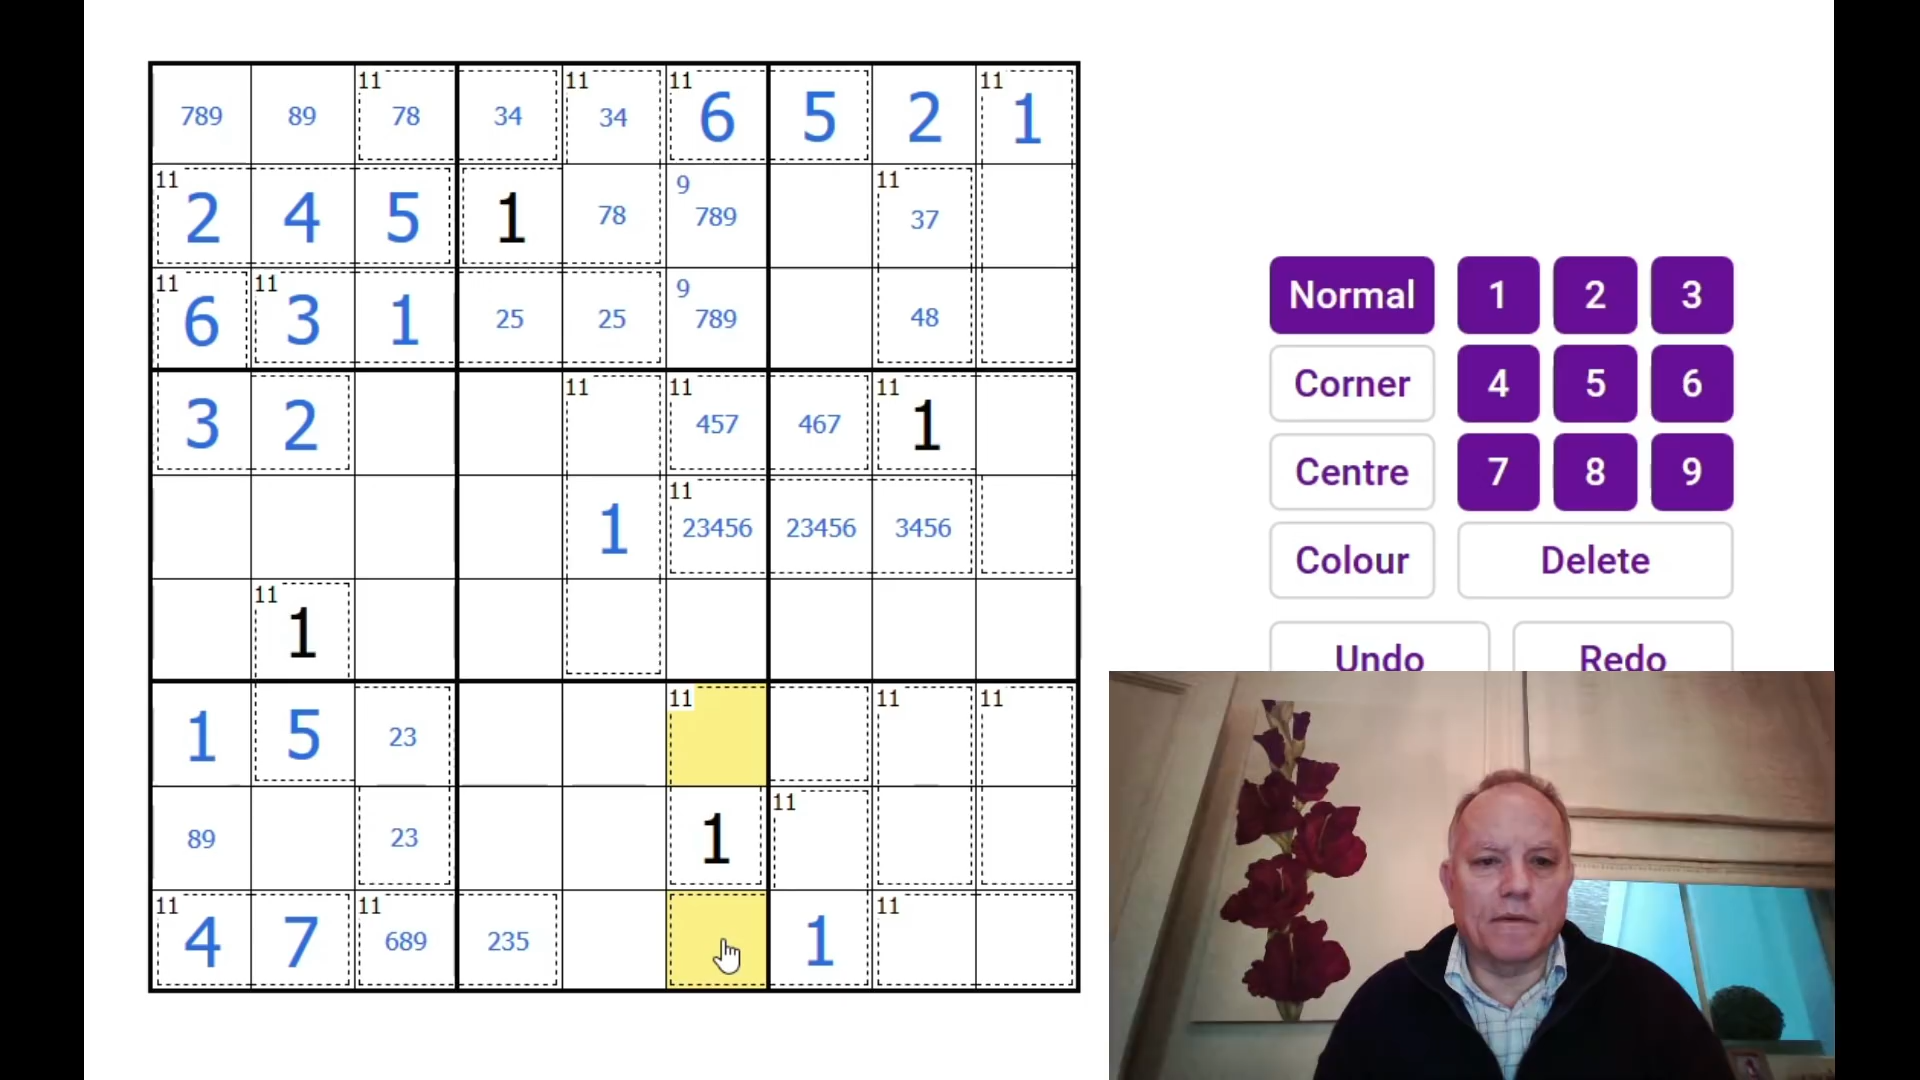 11 11 11 11
789 89 78 34 34 6 5 2 1
11 11
2 4 5 1 78 9 789 37
11 11
6 3 1 25 25 9 789 48
11 11 11
3 2 457 467 1
11
1 23456 23456 3456
11
1
11 11 11
1 5 23
11
89 23 1
11 11 11
4 7 689 235 1
Normal 1 2 3
Corner 4 5 6
Centre 7 8 9
Colour Delete
Undo Redo